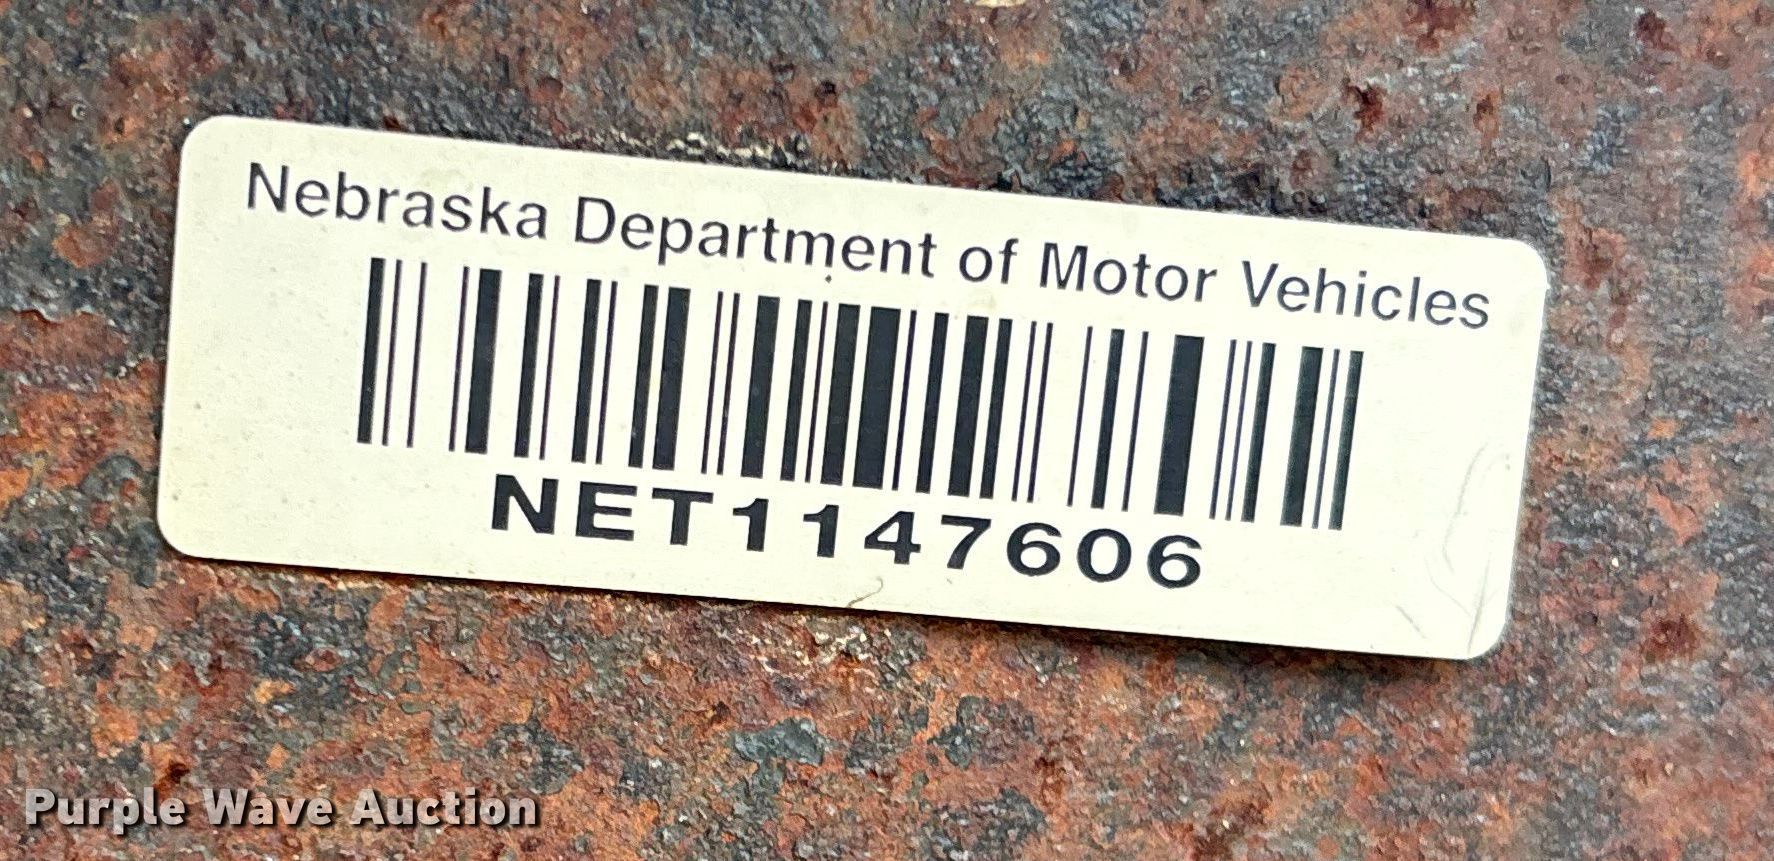 Nebraska Department of Motor Vehicles
NET1147606
Purple Wave Auction